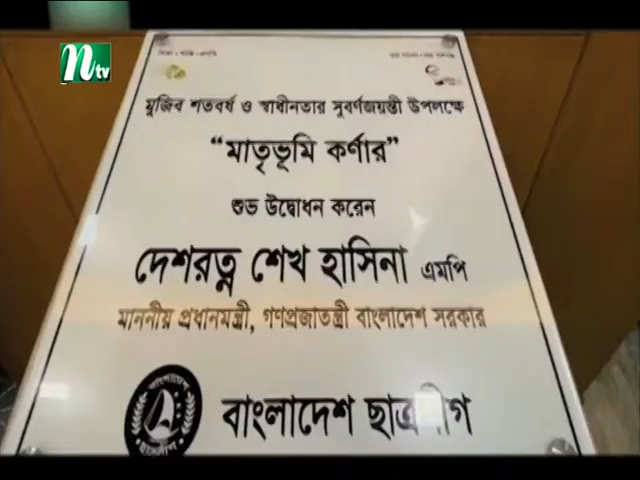 ntv
শিক্ষা • শান্তি • প্রগতি
মুজিব শতবর্ষ ও স্বাধীনতার সুবর্ণজয়ন্তী উপলক্ষে
“মাতৃভূমি কর্ণার”
শুভ উদ্বোধন করেন
দেশরত্ন শেখ হাসিনা এমপি
মাননীয় প্রধানমন্ত্রী, গণপ্রজাতন্ত্রী বাংলাদেশ সরকার
বাংলাদেশ ছাত্রলীগ